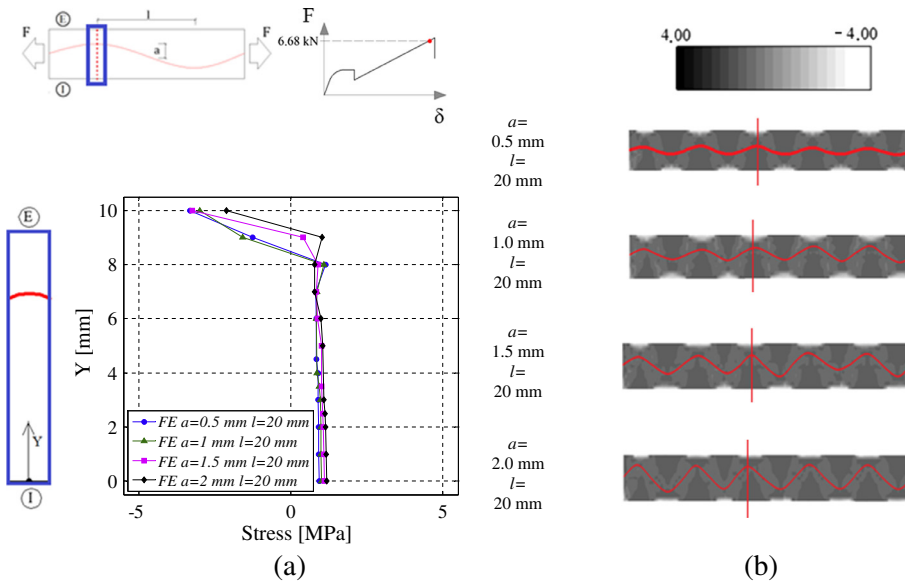 l
E
F
a
F
I
F
6.68 kN
δ
4.00
- 4.00
a=
0.5 mm
l=
20 mm
a=
1.0 mm
l=
20 mm
a=
1.5 mm
l=
20 mm
a=
2.0 mm
l=
20 mm
E
Y
I
10
8
6
4
2
0
Y [mm]
FE a=0.5 mm l=20 mm
FE a=1 mm l=20 mm
FE a=1.5 mm l=20 mm
FE a=2 mm l=20 mm
-5
0
5
Stress [MPa]
(a)
(b)